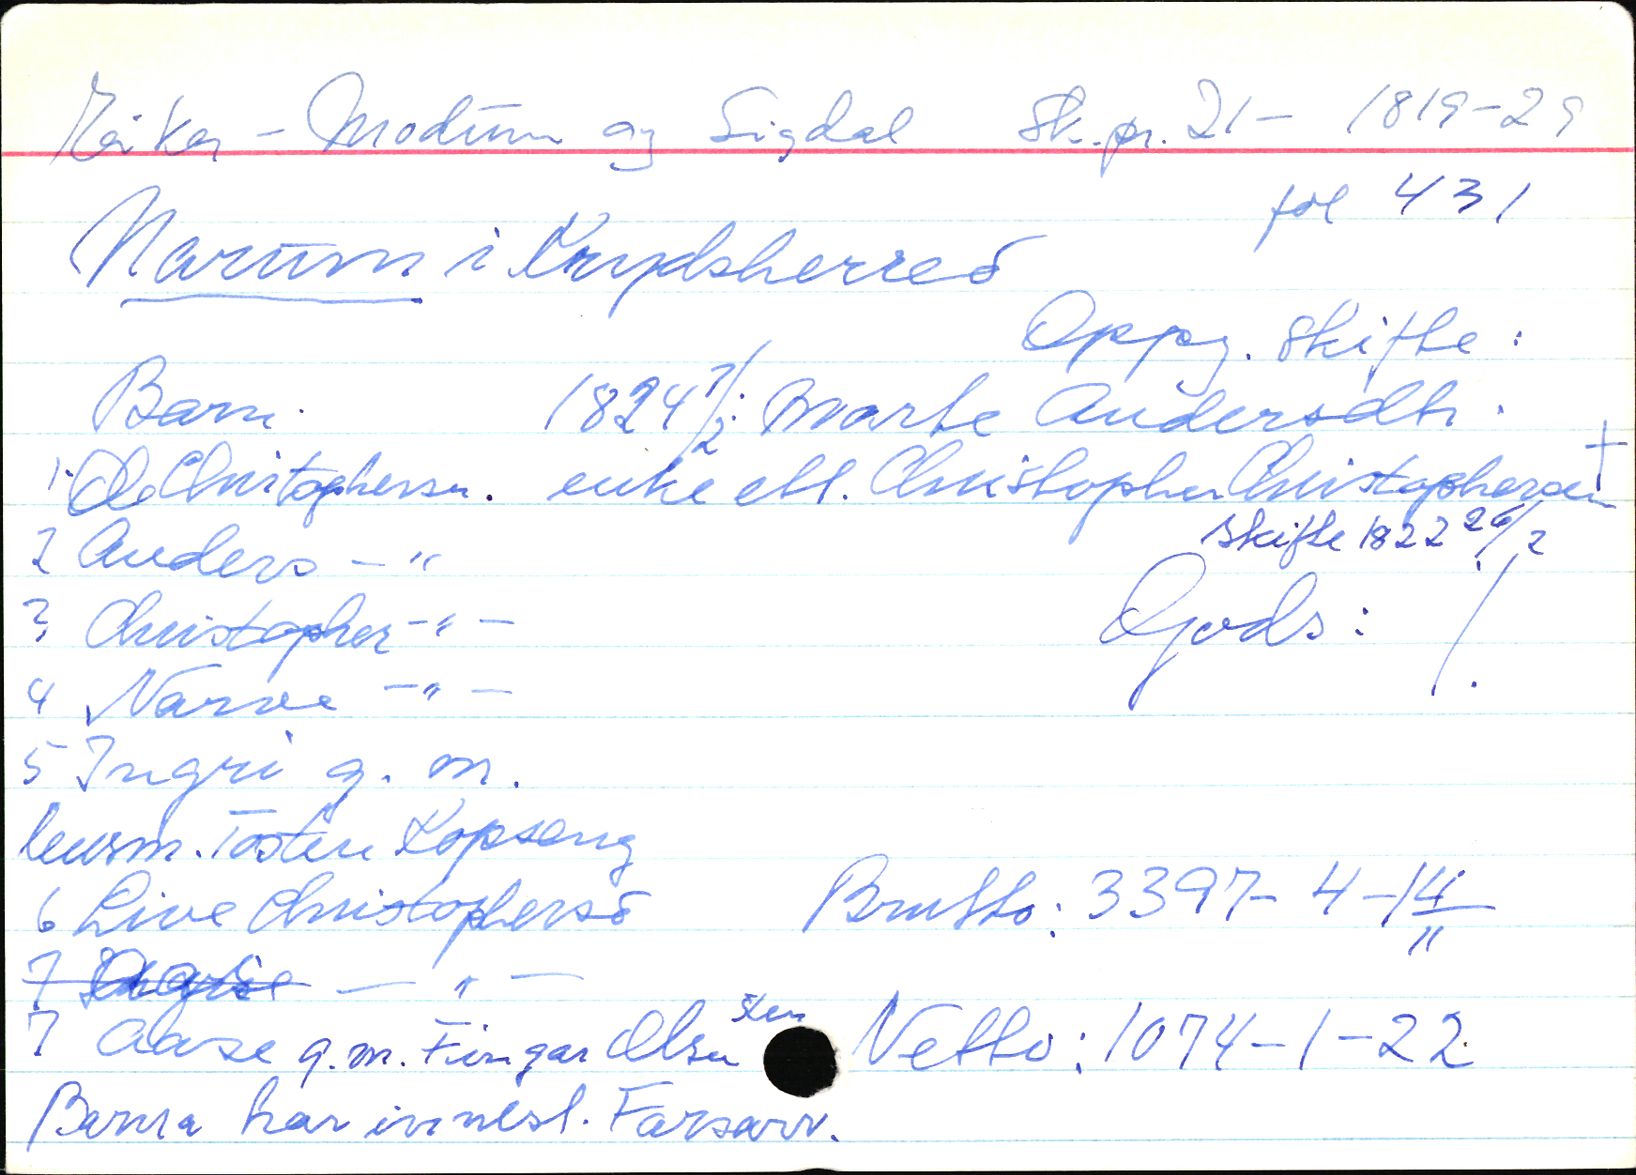 Eiker - Modum og Sigdal Sk.pr. 21 - 1819-29
fol 431
Narum i Krydsherred
Oppg. skifte:
Barn. 1824 7/2: Marte Andersdtr.
1. Ole Christophersen. enke ett. Christopher Christophersen †
skifte 1822 26/2
2 Anders - " 
3 Christopher - " -
Gods: /.
4 Narve - " -
5 Ingri g. m.
lensm. Tosten Kopseng
6 Live Christophersd Brutto: 3397 - 4 - 14
"
7 - " -
7 Aase g.m. Fingar Olsen Sten Netto: 1074 - 1 - 22
Barna har innest. Farsarv.